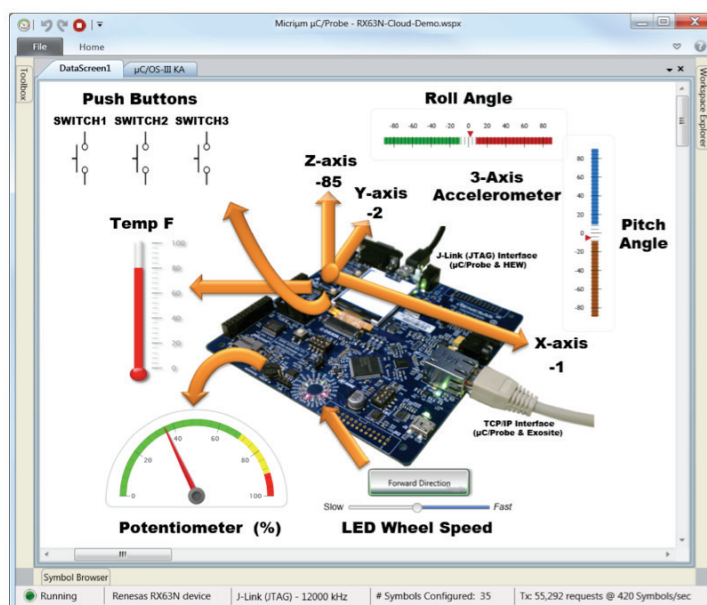 Micriµm µC/Probe - RX63N-Cloud-Demo.wspx
File
Home
DataScreen1
µC/OS-III KA
Toolbox
Workspace Explorer
Push Buttons
SWITCH1
SWITCH2
SWITCH3
Roll Angle
-80 -60 -40 -20 0 20 40 60 80
Z-axis
-85
Y-axis
-2
3-Axis
Accelerometer
80
60
40
20
0
-20
-40
-60
-80
Pitch
Angle
Temp F
100
80
60
40
20
0
J-Link (JTAG) Interface
(µC/Probe & HEW)
X-axis
-1
TCP/IP Interface
(µC/Probe & Exosite)
0
20
40
60
80
100
Potentiometer (%)
Forward Direction
Slow
Fast
LED Wheel Speed
Symbol Browser
Running
Renesas RX63N device
J-Link (JTAG) - 12000 kHz
# Symbols Configured: 35
Tx: 55,292 requests @ 420 Symbols/sec